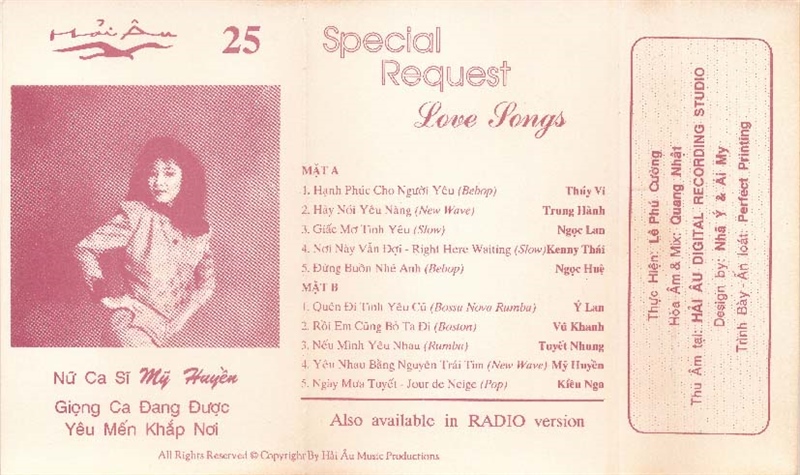 Hải Âu
25
Nữ Ca Sĩ Mỹ Huyền
Giọng Ca Đang Được
Yêu Mến Khắp Nơi
Special
Request
Love Songs
MẶT A
1. Hạnh Phúc Cho Người Yêu (Bebop) Thúy Vi
2. Hãy Nói Yêu Nàng (New Wave) Trung Hành
3. Giấc Mơ Tình Yêu (Slow) Ngọc Lan
4. Nơi Này Vẫn Đợi - Right Here Waiting (Slow) Kenny Thái
5. Đừng Buồn Nhé Anh (Bebop) Ngọc Huệ
MẶT B
1. Quên Đi Tình Yêu Cũ (Bossa Nova Rumba) Ý Lan
2. Rồi Em Cũng Bỏ Ta Đi (Boston) Vũ Khanh
3. Nếu Mình Yêu Nhau (Rumba) Tuyết Nhung
4. Yêu Nhau Bằng Nguyên Trái Tim (New Wave) Mỹ Huyền
5. Ngày Mưa Tuyết - Jour de Neige (Pop) Kiều Nga
Also available in RADIO version
All Rights Reserved © Copyright By Hải Âu Music Productions
Thực Hiện: Lê Phú Cường
Hòa Âm & Mix: Quang Nhật
Thu Âm tại: HẢI ÂU DIGITAL RECORDING STUDIO
Design by: Nhã Ý & Ái My
Trình Bày - Ấn loát: Perfect Printing